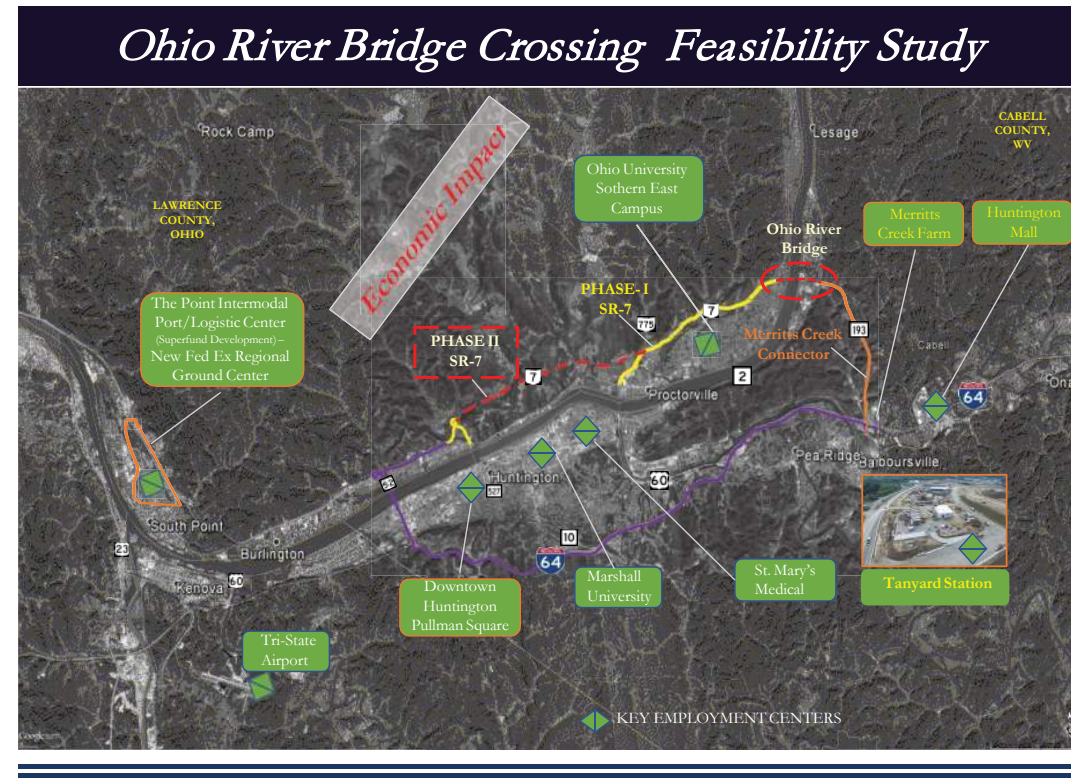 Ohio River Bridge Crossing Feasibility Study
Rock Camp
Lesage
CABELL
COUNTY,
WV
Economic Impact
Ohio University
Sothern East
Campus
LAWRENCE
COUNTY,
OHIO
Merritts
Creek Farm
Huntington
Mall
Ohio River
Bridge
The Point Intermodal
Port/Logistic Center
(Superfund Development) –
New Fed Ex Regional
Ground Center
PHASE- I
SR-7
7
775
193
PHASE II
SR-7
Merritts Creek
Connector
Cabell
7
2
64
Ona
Proctorville
Huntington
527
52
60
Pea Ridge
Barboursville
South Point
23
Burlington
10
64
60
Kenova
Downtown
Huntington
Pullman Square
Marshall
University
St. Mary’s
Medical
Tanyard Station
Tri-State
Airport
KEY EMPLOYMENT CENTERS